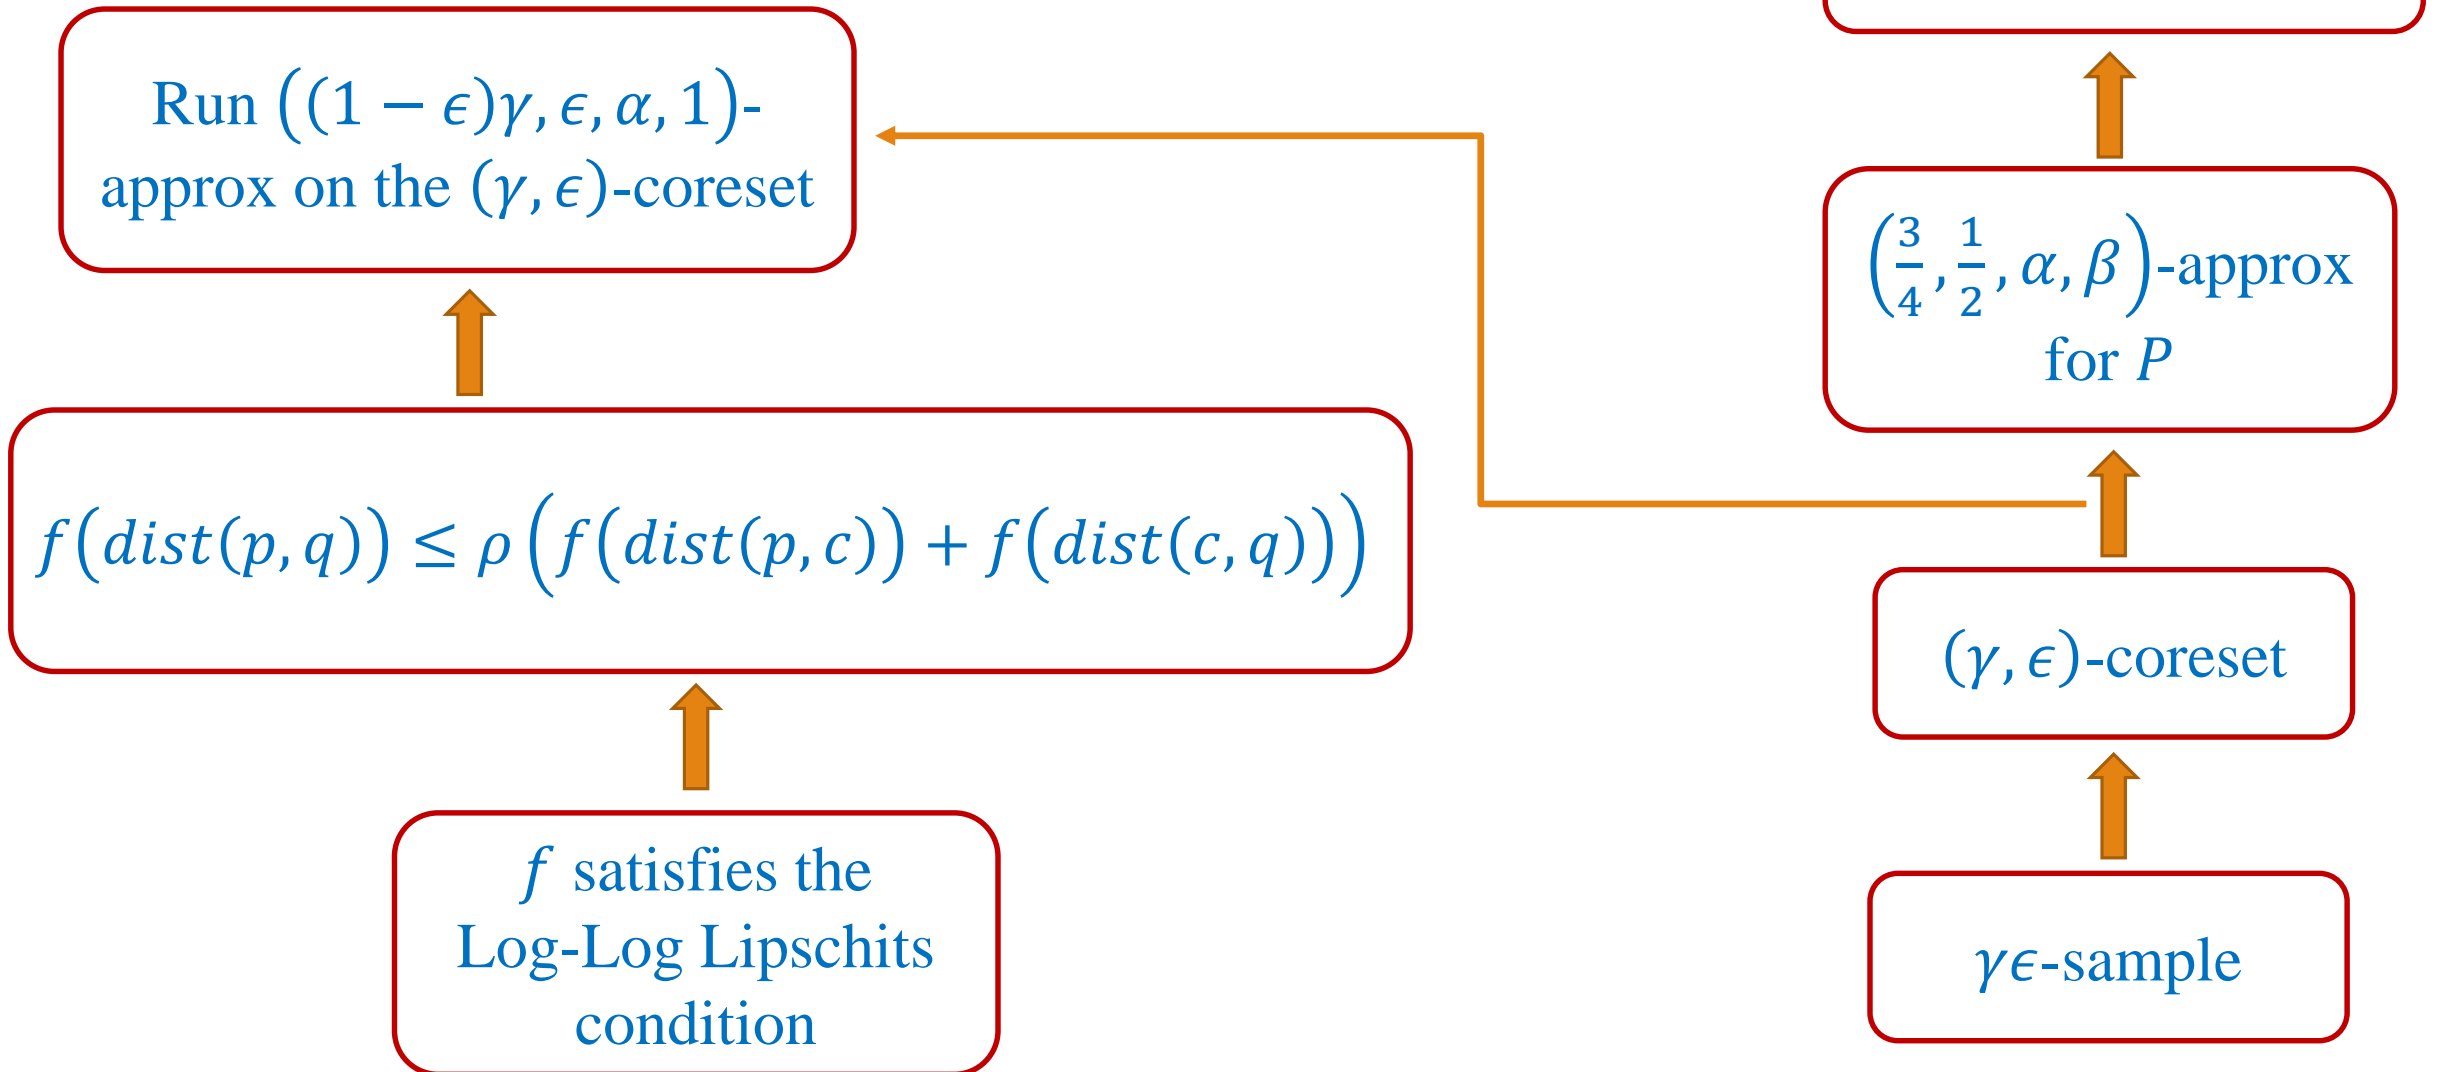 Run ((1 − ϵ)γ, ϵ, α, 1)-
approx on the (γ, ϵ)-coreset
(3/4, 1/2, α, β)-approx
for P
f(dist(p, q)) ≤ ρ(f(dist(p, c)) + f(dist(c, q)))
(γ, ϵ)-coreset
f satisfies the
Log-Log Lipschits
condition
γϵ-sample